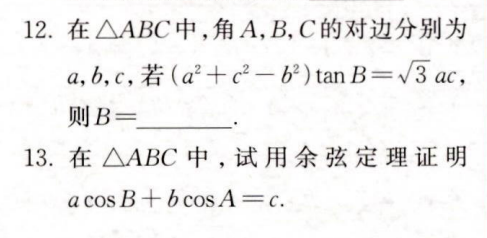 12. 在△ABC中,角A,B,C的对边分别为
a,b,c,若(a²+c²-b²)tan B=√3 ac,
则B=________.
13. 在△ABC中,试用余弦定理证明
acos B+bcos A=c.